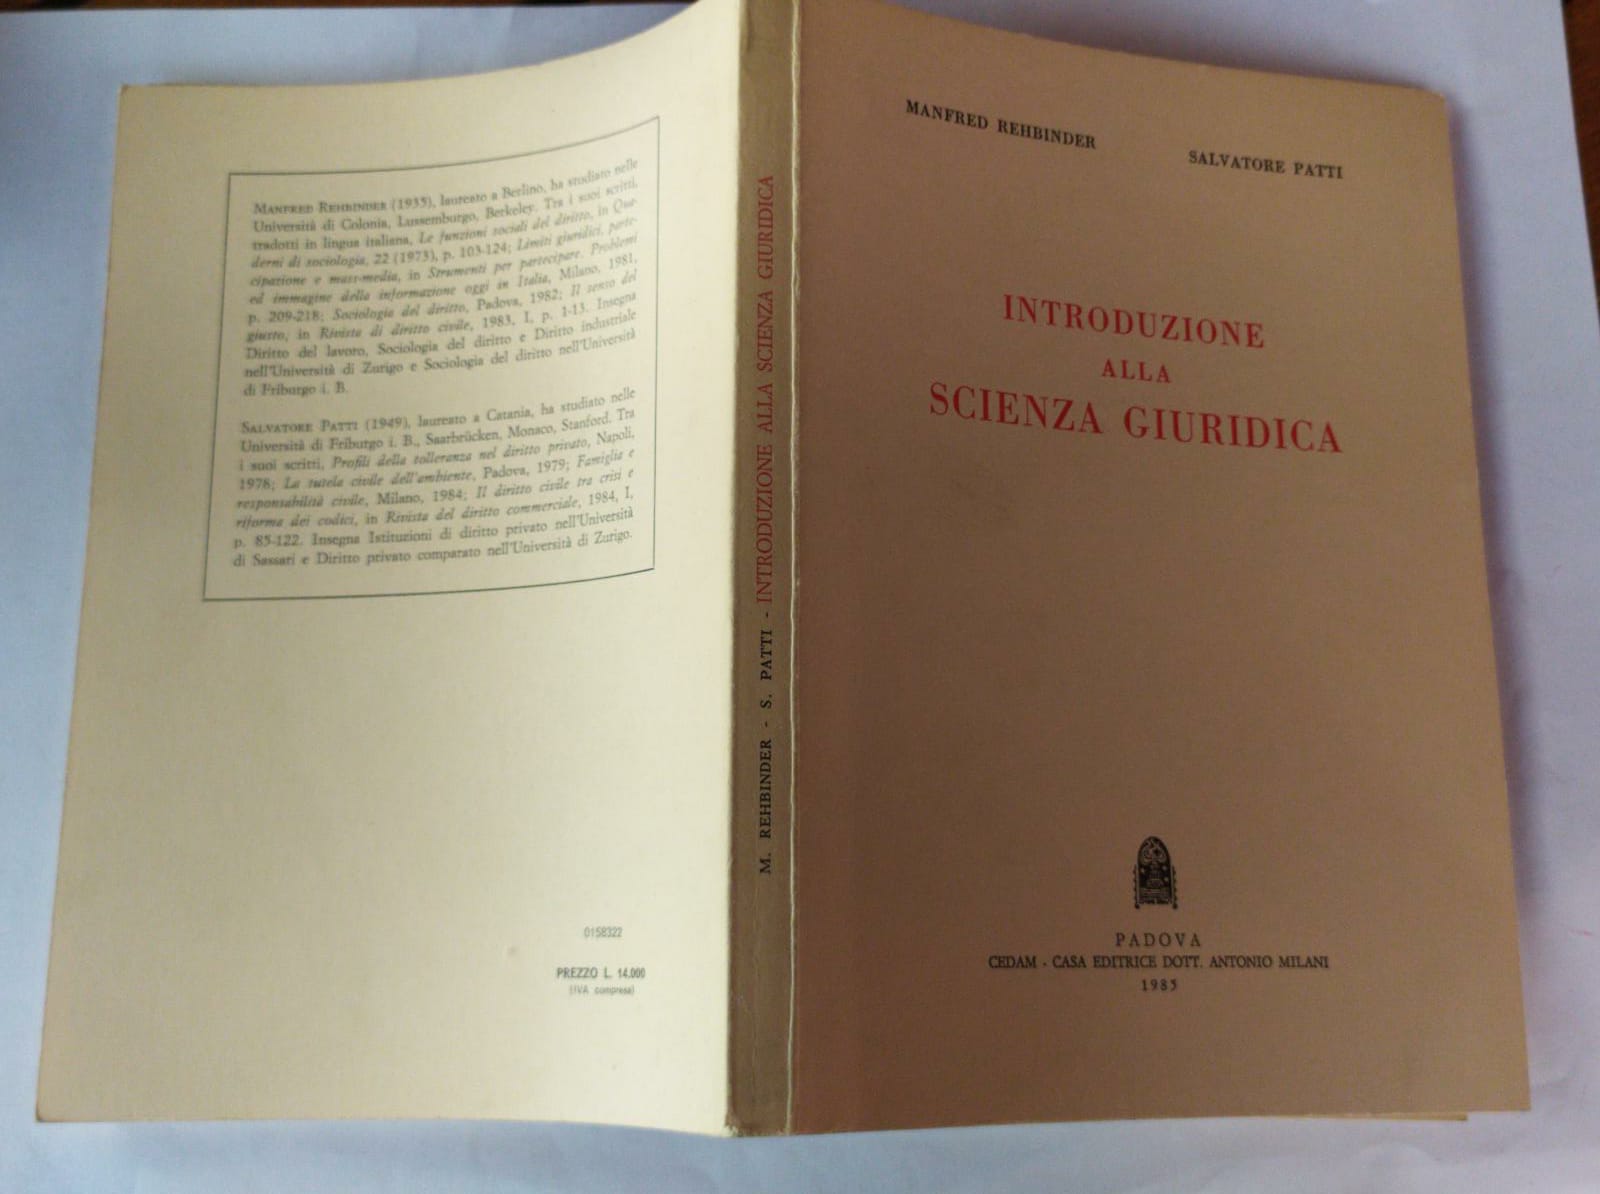 MANFRED REHBINDER (1935), laureato a Berlino, ha studiato nelle
Università di Colonia, Lussemburgo, Berkeley. Tra i suoi scritti,
tradotti in lingua italiana, Le funzioni sociali del diritto, in Qua-
derni di sociologia, 22 (1973), p. 103-124; Limiti giuridici, parte-
cipazione e mass-media, in Strumenti per partecipare. Problemi
ed immagine della informazione oggi in Italia, Milano, 1981,
p. 209-218; Sociologia del diritto, Padova, 1982; Il senso del
giusto, in Rivista di diritto civile, 1983, I, p. 1-13. Insegna
Diritto del lavoro, Sociologia del diritto e Diritto industriale
nell'Università di Zurigo e Sociologia del diritto nell'Università
di Friburgo i. B.
SALVATORE PATTI (1949), laureato a Catania, ha studiato nelle
Università di Friburgo i. B., Saarbrücken, Monaco, Stanford. Tra
i suoi scritti, Profili della tolleranza nel diritto privato, Napoli,
1978; La tutela civile dell'ambiente, Padova, 1979; Famiglia e
responsabilità civile, Milano, 1984; Il diritto civile tra crisi e
riforma dei codici, in Rivista del diritto commerciale, 1984, I,
p. 85-122. Insegna Istituzioni di diritto privato nell'Università
di Sassari e Diritto privato comparato nell'Università di Zurigo.
0158322
PREZZO L. 14.000
(IVA compresa)
M. REHBINDER - S. PATTI - INTRODUZIONE ALLA SCIENZA GIURIDICA
MANFRED REHBINDER
SALVATORE PATTI
INTRODUZIONE
ALLA
SCIENZA GIURIDICA
PADOVA
CEDAM - CASA EDITRICE DOTT. ANTONIO MILANI
1985